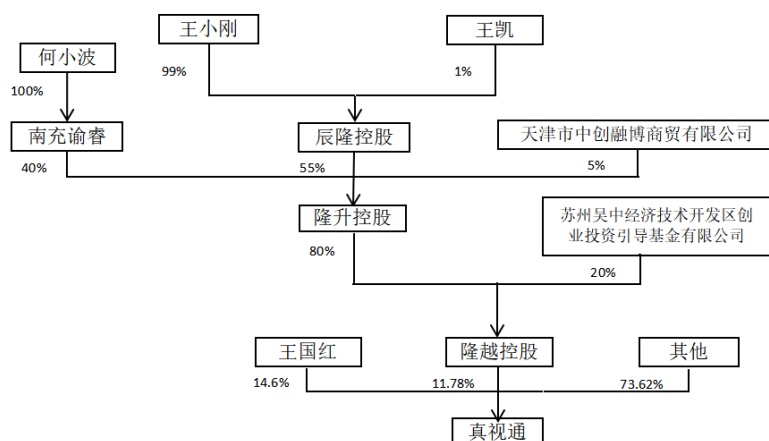 王小刚
王凯
何小波
99%
1%
100%
南充谕睿
辰隆控股
天津市中创融博商贸有限公司
40%
55%
5%
隆升控股
苏州吴中经济技术开发区创
业投资引导基金有限公司
80%
20%
王国红
隆越控股
其他
14.6%
11.78%
73.62%
真视通